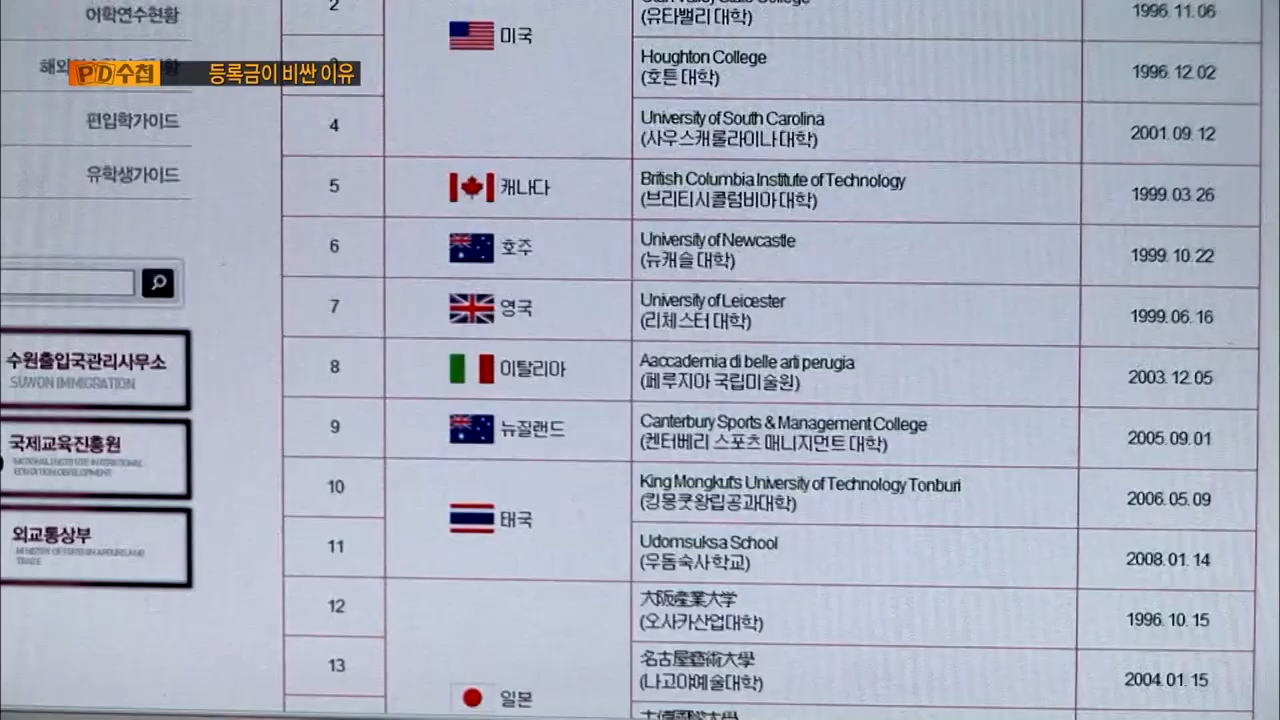 어학연수현황
PD수첩
등록금이 비싼 이유
편입학가이드
유학생가이드
수원출입국관리사무소
SUWON IMMIGRATION
국제교육진흥원
외교통상부
2
미국
(유타밸리 대학)
1996. 11. 06
Houghton College
(호튼 대학)
1996. 12. 02
4
University of South Carolina
(사우스캐롤라이나 대학)
2001. 09. 12
5
캐나다
British Columbia Institute of Technology
(브리티시콜럼비아 대학)
1999. 03. 26
6
호주
University of Newcastle
(뉴캐슬 대학)
1999. 10. 22
7
영국
University of Leicester
(리체스터 대학)
1999. 06. 16
8
이탈리아
Aaccademia di belle arti perugia
(페루지아 국립미술원)
2003. 12. 05
9
뉴질랜드
Canterbury Sports & Management College
(켄터베리 스포츠 매니지먼트 대학)
2005. 09. 01
10
태국
King Mongkut's University of Technology Tonburi
(킹몽쿳왕립공과대학)
2006. 05. 09
11
Udomsuksa School
(우돔숙사 학교)
2008. 01. 14
12
大阪産業大学
(오사카산업대학)
1996. 10. 15
13
일본
名古屋藝術大學
(나고야예술대학)
2004. 01. 15